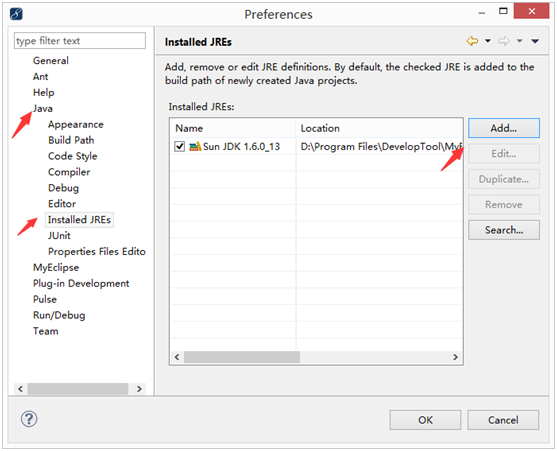 Preferences
type filter text
General
Ant
Help
Java
Appearance
Build Path
Code Style
Compiler
Debug
Editor
Installed JREs
JUnit
Properties Files Edito
MyEclipse
Plug-in Development
Pulse
Run/Debug
Team
Installed JREs
Add, remove or edit JRE definitions. By default, the checked JRE is added to the
build path of newly created Java projects.
Installed JREs:
Name Location
Sun JDK 1.6.0_13 D:\Program Files\DevelopTool\Myf
Add...
Edit...
Duplicate...
Remove
Search...
OK Cancel